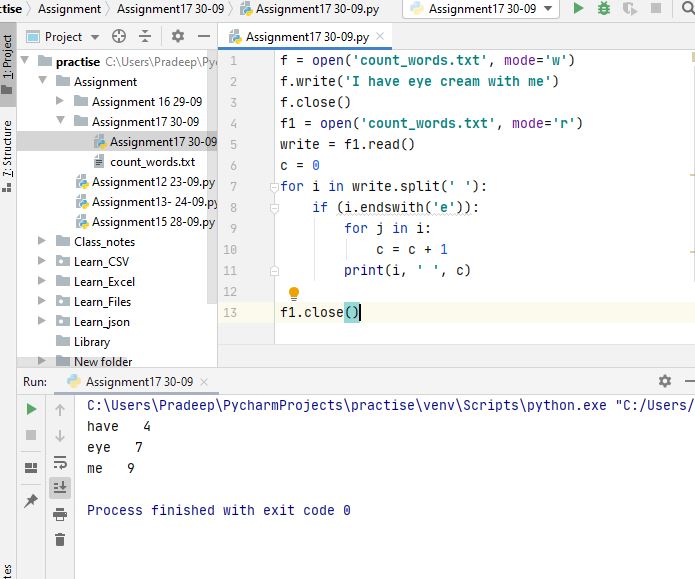 ctise > Assignment > Assignment17 30-09 > Assignment17 30-09.py
Assignment17 30-09
1: Project
7: Structure
Project
practise C:\Users\Pradeep\Pyc
Assignment
Assignment 16 29-09
Assignment17 30-09
Assignment17 30-09
count_words.txt
Assignment12 23-09.py
Assignment13- 24-09.py
Assignment15 28-09.py
Class_notes
Learn_CSV
Learn_Excel
Learn_Files
Learn_json
Library
New folder
Assignment17 30-09.py
1 f = open('count_words.txt', mode='w')
2 f.write('I have eye cream with me')
3 f.close()
4 f1 = open('count_words.txt', mode='r')
5 write = f1.read()
6 c = 0
7 for i in write.split(' '):
8 if (i.endswith('e')):
9 for j in i:
10 c = c + 1
11 print(i, ' ', c)
12
13 f1.close()
Run: Assignment17 30-09
C:\Users\Pradeep\PycharmProjects\practise\venv\Scripts\python.exe "C:/Users/
have 4
eye 7
me 9
Process finished with exit code 0